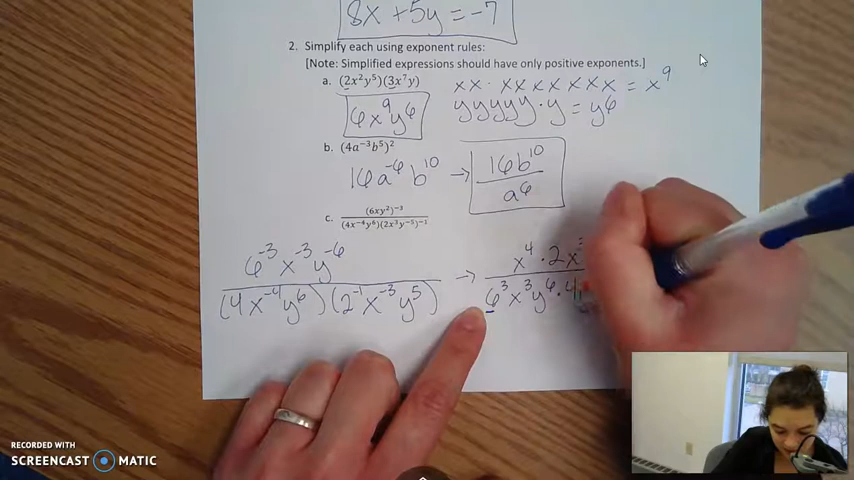 8x + 5y = -7
2. Simplify each using exponent rules:
[Note: Simplified expressions should have only positive exponents.]
a. (2x²y⁵)(3x⁷y)
xx · xxxxxxx = x⁹
6x⁹y⁶
yyyyy · y = y⁶
b. (4a⁻³b⁵)²
16a⁻⁶b¹⁰ → 16b¹⁰/a⁶
c. (6xy²)⁻³/(4x⁻⁴y⁶)(2x³y⁻⁵)⁻¹
6⁻³x⁻³y⁻⁶ → x⁴ · 2x³
(4x⁻⁴y⁶)(2⁻¹x⁻³y⁵) 6³x³y⁶ · 4
RECORDED WITH
SCREENCAST MATIC